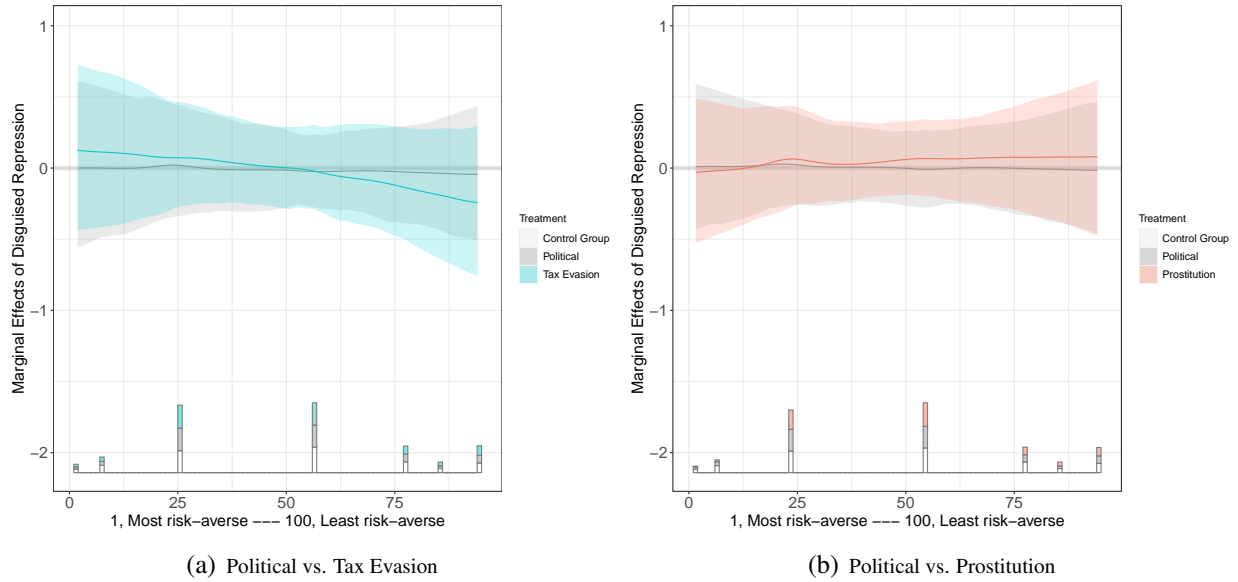 Marginal Effects of Disguised Repression
1
0
−1
−2
0
25
50
75
1, Most risk−averse −−− 100, Least risk−averse
Treatment
Control Group
Political
Tax Evasion
(a) Political vs. Tax Evasion
Marginal Effects of Disguised Repression
1
0
−1
−2
0
25
50
75
1, Most risk−averse −−− 100, Least risk−averse
Treatment
Control Group
Political
Prostitution
(b) Political vs. Prostitution